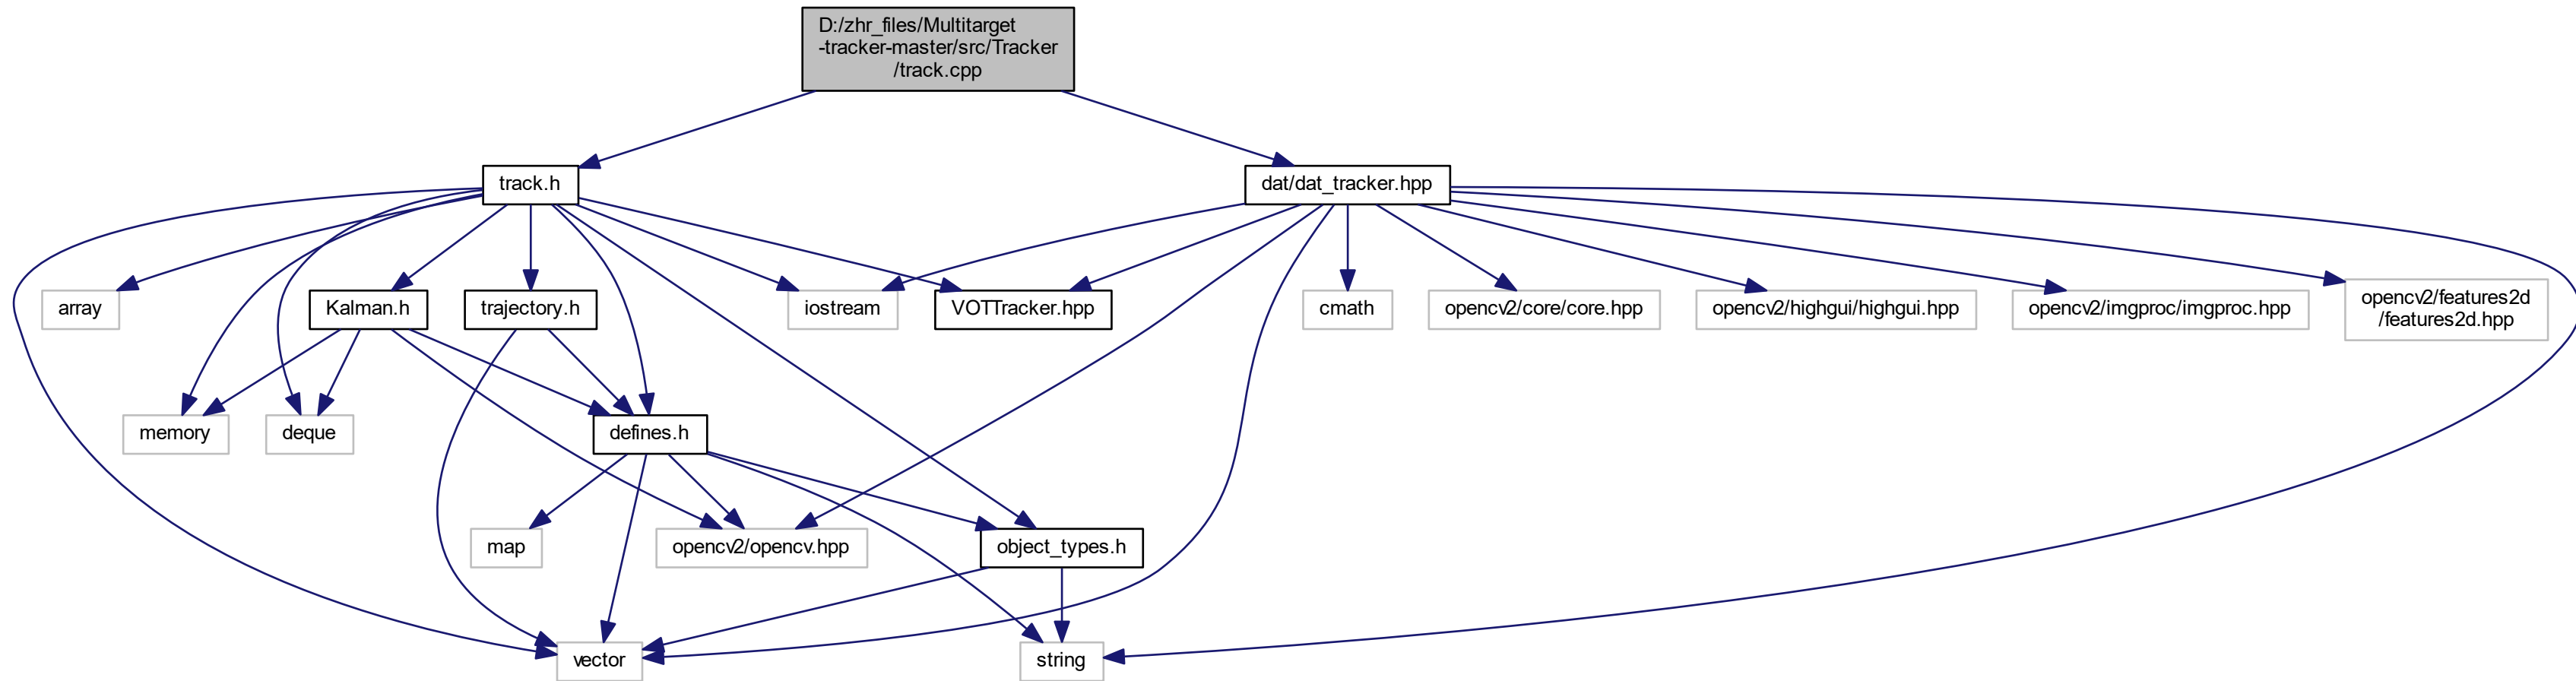 D:/zhr_files/Multitarget
-tracker-master/src/Tracker
/track.cpp
track.h
dat/dat_tracker.hpp
array
Kalman.h
trajectory.h
iostream
VOTTracker.hpp
cmath
opencv2/core/core.hpp
opencv2/highgui/highgui.hpp
opencv2/imgproc/imgproc.hpp
opencv2/features2d
/features2d.hpp
memory
deque
defines.h
map
opencv2/opencv.hpp
object_types.h
vector
string